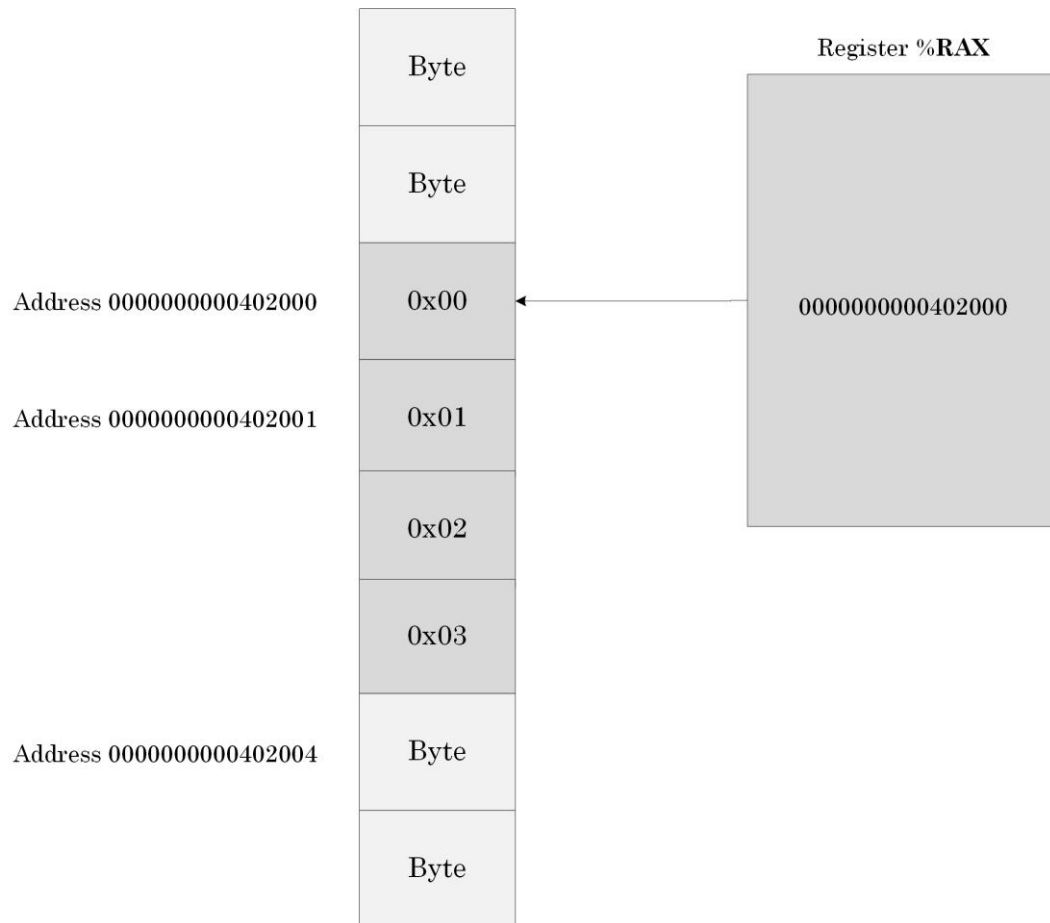 Byte
Register %RAX
Byte
Address 0000000000402000
0x00
0000000000402000
Address 0000000000402001
0x01
0x02
0x03
Address 0000000000402004
Byte
Byte